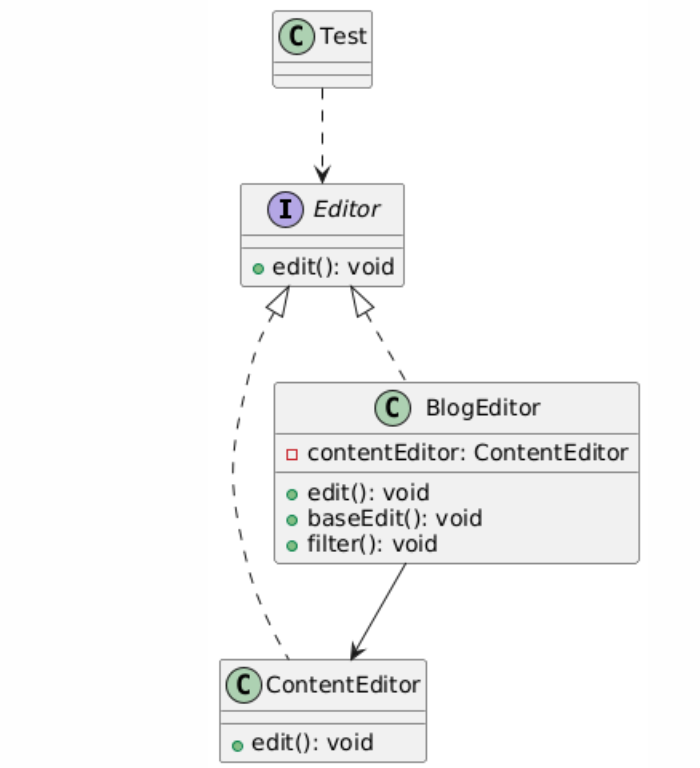 C Test
I Editor
edit(): void
C BlogEditor
contentEditor: ContentEditor
edit(): void
baseEdit(): void
filter(): void
C ContentEditor
edit(): void